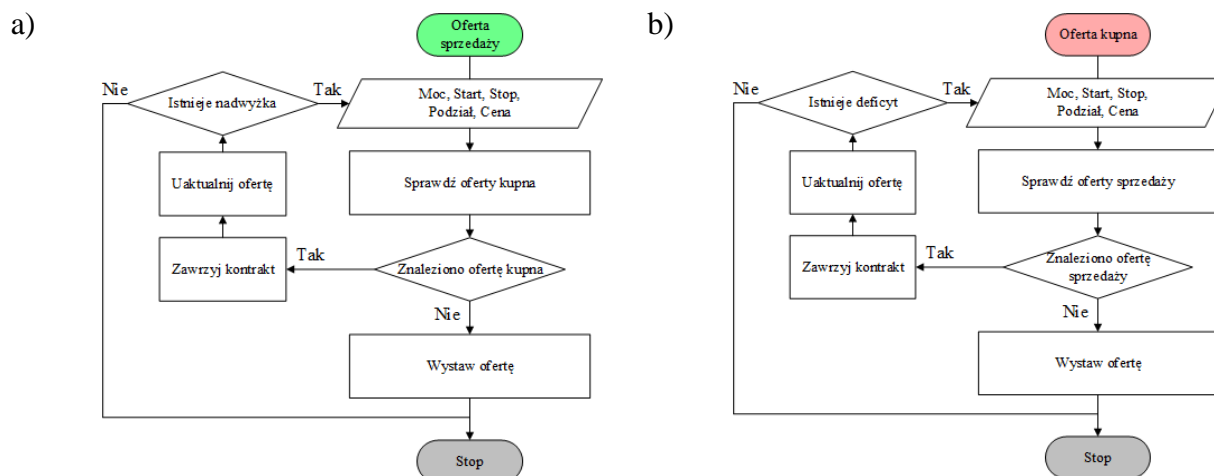 a)
Oferta
sprzedaży
Nie
Istnieje nadwyżka
Tak
Moc, Start, Stop,
Podział, Cena
Uaktualnij ofertę
Sprawdź oferty kupna
Zawrzyj kontrakt
Tak
Znaleziono ofertę kupna
Nie
Wystaw ofertę
Stop
b)
Oferta kupna
Nie
Istnieje deficyt
Tak
Moc, Start, Stop,
Podział, Cena
Uaktualnij ofertę
Sprawdź oferty sprzedaży
Zawrzyj kontrakt
Tak
Znaleziono ofertę
sprzedaży
Nie
Wystaw ofertę
Stop